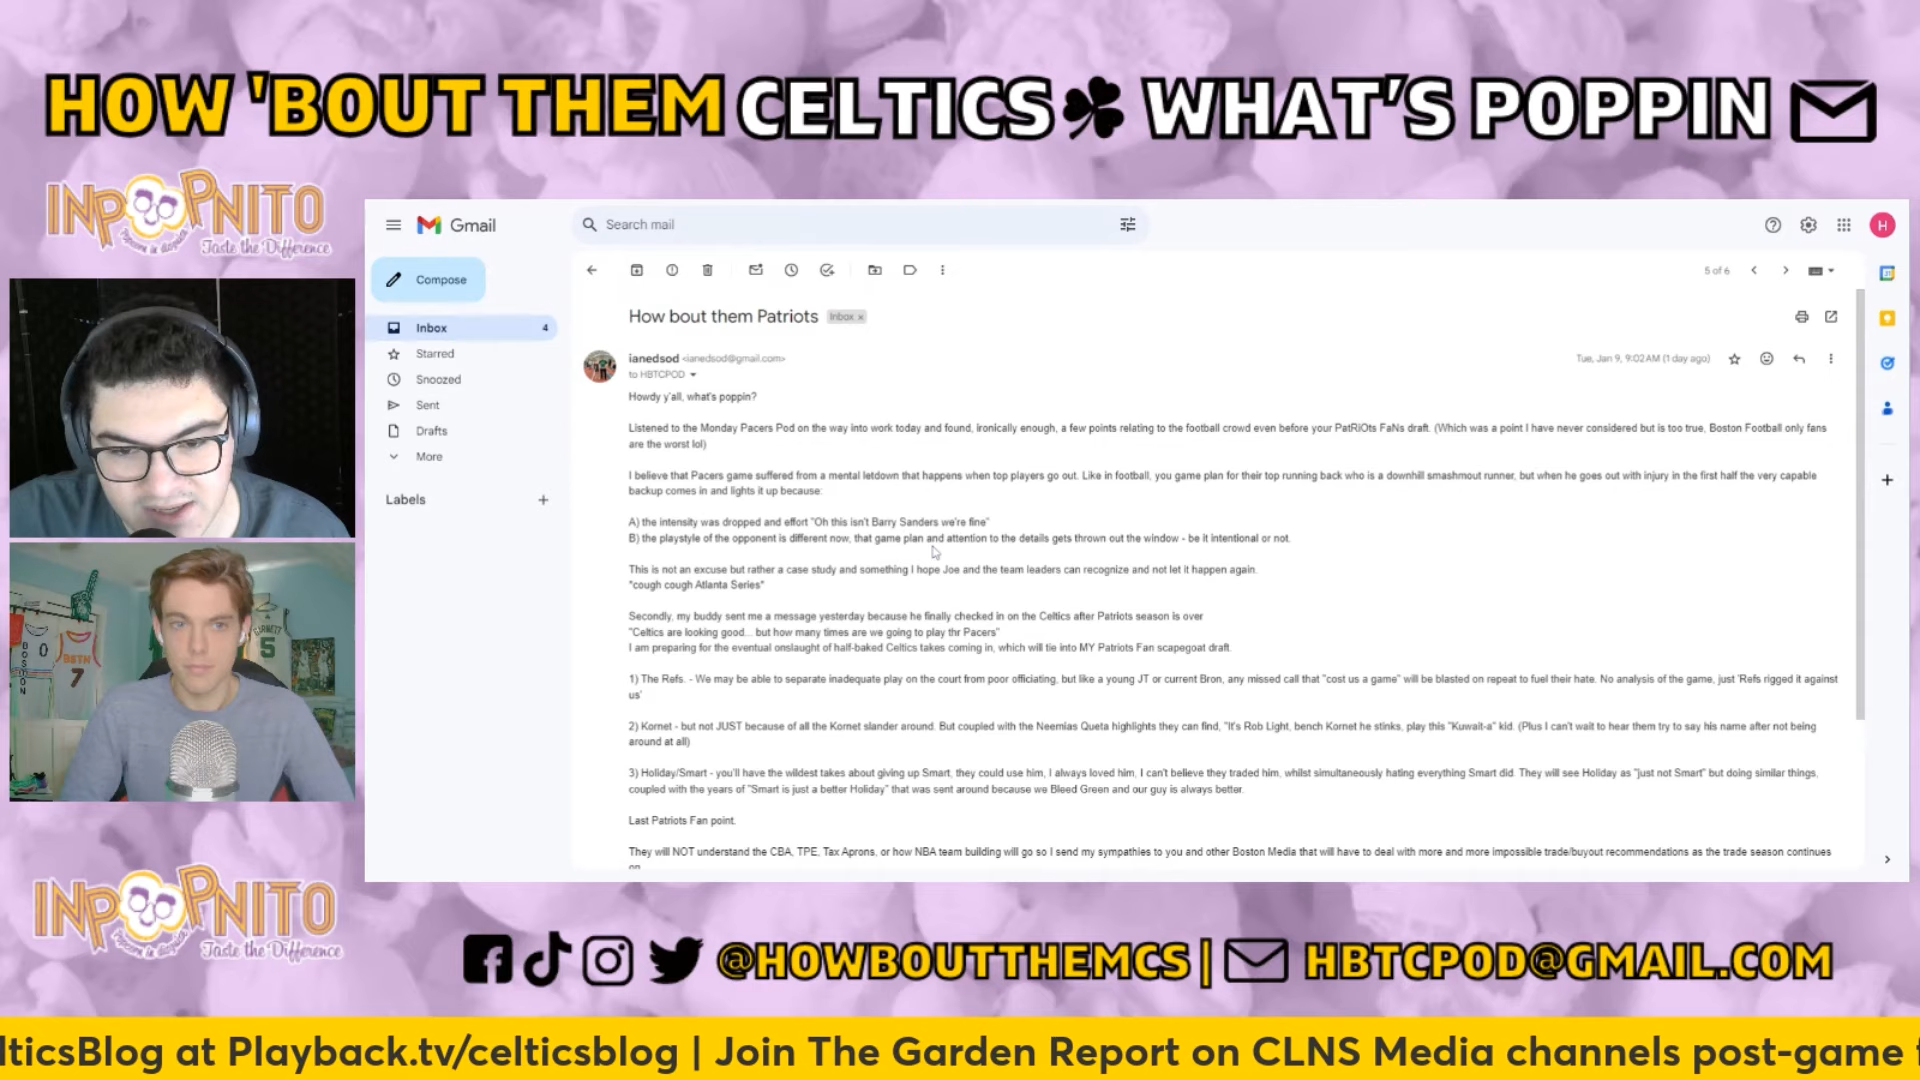 HOW 'BOUT THEM CELTICS WHAT'S POPPIN
INPOPNITO
Popcorn in disguise
Taste the Difference
Gmail
Search mail
H
Compose
5 of 6
Inbox 4
Starred
Snoozed
Sent
Drafts
More
Labels
How bout them Patriots Inbox x
ianedsod <ianedsod@gmail.com>
Tue, Jan 9, 9:02 AM (1 day ago)
to HBTCPOD
Howdy y'all, what's poppin?
Listened to the Monday Pacers Pod on the way into work today and found, ironically enough, a few points relating to the football crowd even before your PatRiOts FaNs draft. (Which was a point I have never considered but is too true, Boston Football only fans
are the worst lol)
I believe that Pacers game suffered from a mental letdown that happens when top players go out. Like in football, you game plan for their top running back who is a downhill smashmout runner, but when he goes out with injury in the first half the very capable
backup comes in and lights it up because:
A) the intensity was dropped and effort "Oh this isn't Barry Sanders we're fine"
B) the playstyle of the opponent is different now, that game plan and attention to the details gets thrown out the window - be it intentional or not.
This is not an excuse but rather a case study and something I hope Joe and the team leaders can recognize and not let it happen again.
*cough cough Atlanta Series*
Secondly, my buddy sent me a message yesterday because he finally checked in on the Celtics after Patriots season is over
"Celtics are looking good... but how many times are we going to play thr Pacers"
I am preparing for the eventual onslaught of half-baked Celtics takes coming in, which will tie into MY Patriots Fan scapegoat draft.
1) The Refs. - We may be able to separate inadequate play on the court from poor officiating, but like a young JT or current Bron, any missed call that "cost us a game" will be blasted on repeat to fuel their hate. No analysis of the game, just 'Refs rigged it against
us'
2) Kornet - but not JUST because of all the Kornet slander around. But coupled with the Neemias Queta highlights they can find, "It's Rob Light, bench Kornet he stinks, play this "Kuwait-a" kid. (Plus I can't wait to hear them try to say his name after not being
around at all)
3) Holiday/Smart - you'll have the wildest takes about giving up Smart, they could use him, I always loved him, I can't believe they traded him, whilst simultaneously hating everything Smart did. They will see Holiday as "just not Smart" but doing similar things,
coupled with the years of "Smart is just a better Holiday" that was sent around because we Bleed Green and our guy is always better.
Last Patriots Fan point.
They will NOT understand the CBA, TPE, Tax Aprons, or how NBA team building will go so I send my sympathies to you and other Boston Media that will have to deal with more and more impossible trade/buyout recommendations as the trade season continues
on
BOSTON
0
BSTN
7
GARNETT
5
INPOPNITO
Popcorn in disguise
Taste the Difference
@HOWBOUTTHEMCS | HBTCPOD@GMAIL.COM
lticsBlog at Playback.tv/celticsblog | Join The Garden Report on CLNS Media channels post-game